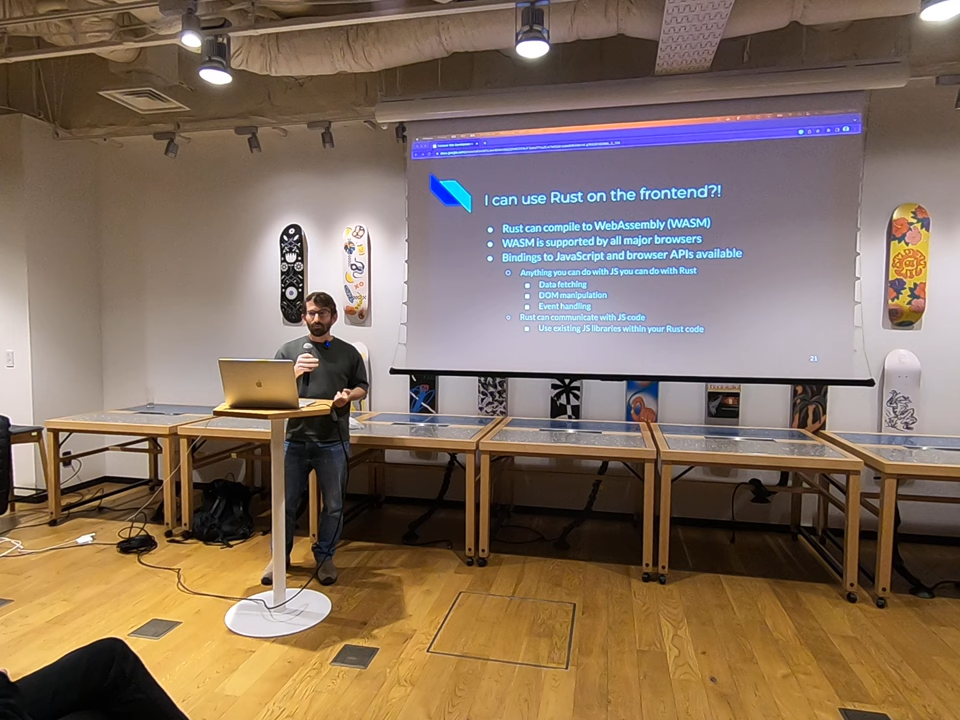 I can use Rust on the frontend?!
● Rust can compile to WebAssembly (WASM)
● WASM is supported by all major browsers
● Bindings to JavaScript and browser APIs available
○ Anything you can do with JS you can do with Rust
■ Data fetching
■ DOM manipulation
■ Event handling
○ Rust can communicate with JS code
■ Use existing JS libraries within your Rust code
21